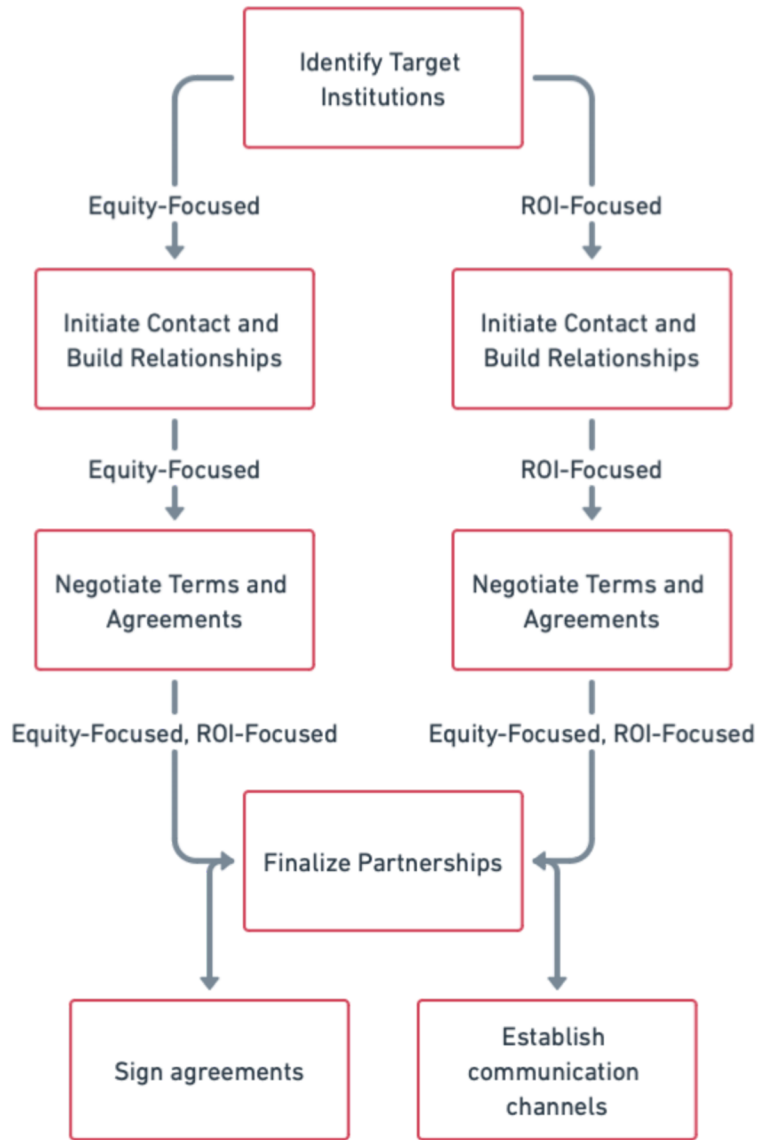 Identify Target
Institutions
Equity-Focused
ROI-Focused
Initiate Contact and
Build Relationships
Initiate Contact and
Build Relationships
Equity-Focused
ROI-Focused
Negotiate Terms and
Agreements
Negotiate Terms and
Agreements
Equity-Focused, ROI-Focused
Equity-Focused, ROI-Focused
Finalize Partnerships
Sign agreements
Establish
communication
channels